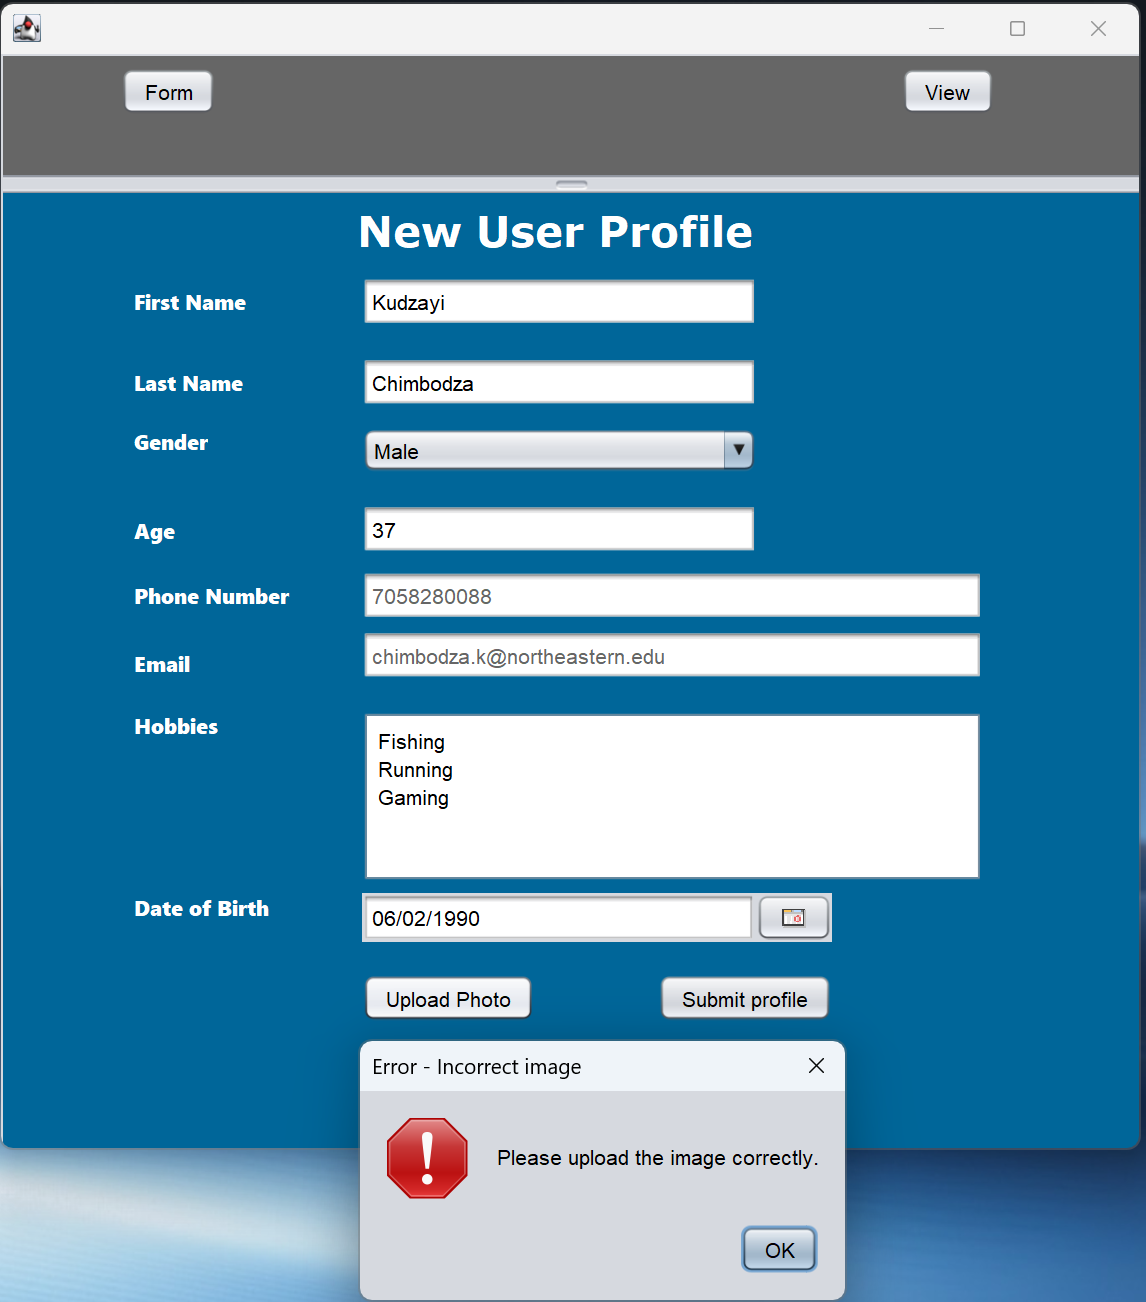 Form
View
New User Profile
First Name
Kudzayi
Last Name
Chimbodza
Gender
Male
Age
37
Phone Number
7058280088
Email
chimbodza.k@northeastern.edu
Hobbies
Fishing
Running
Gaming
Date of Birth
06/02/1990
Upload Photo
Submit profile
Error - Incorrect image
Please upload the image correctly.
OK